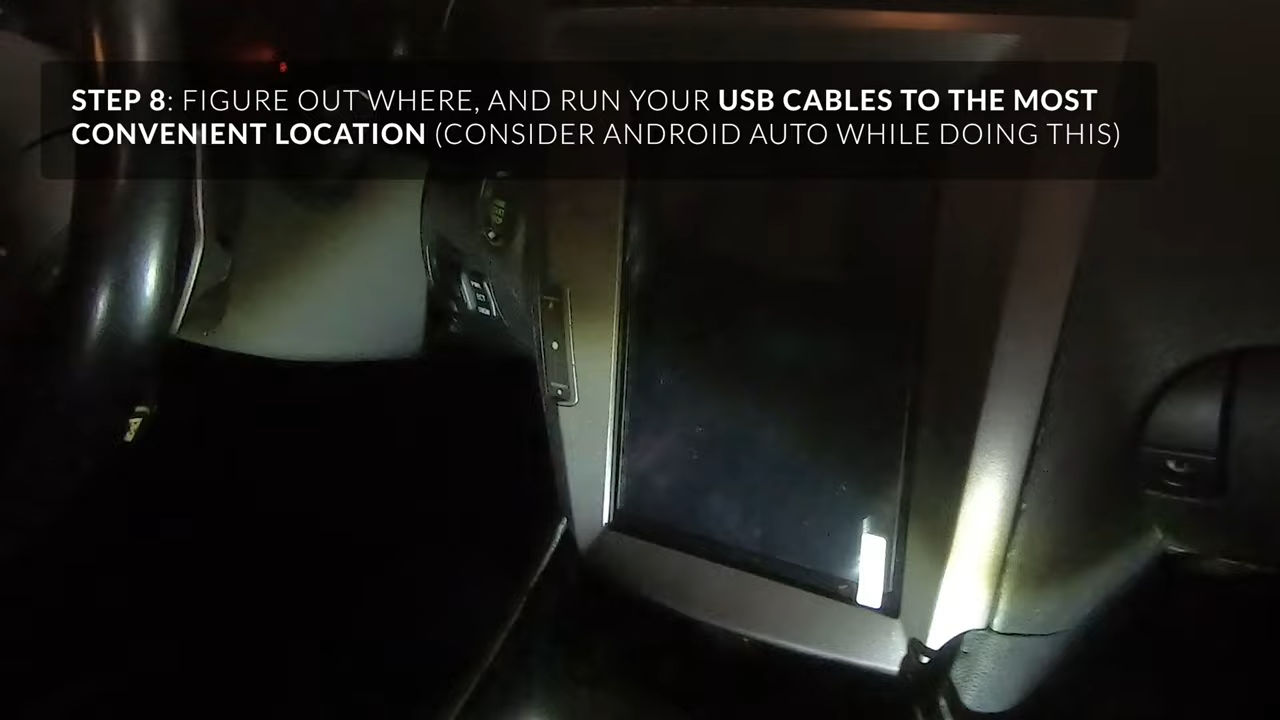 STEP 8: FIGURE OUT WHERE, AND RUN YOUR USB CABLES TO THE MOST
CONVENIENT LOCATION (CONSIDER ANDROID AUTO WHILE DOING THIS)